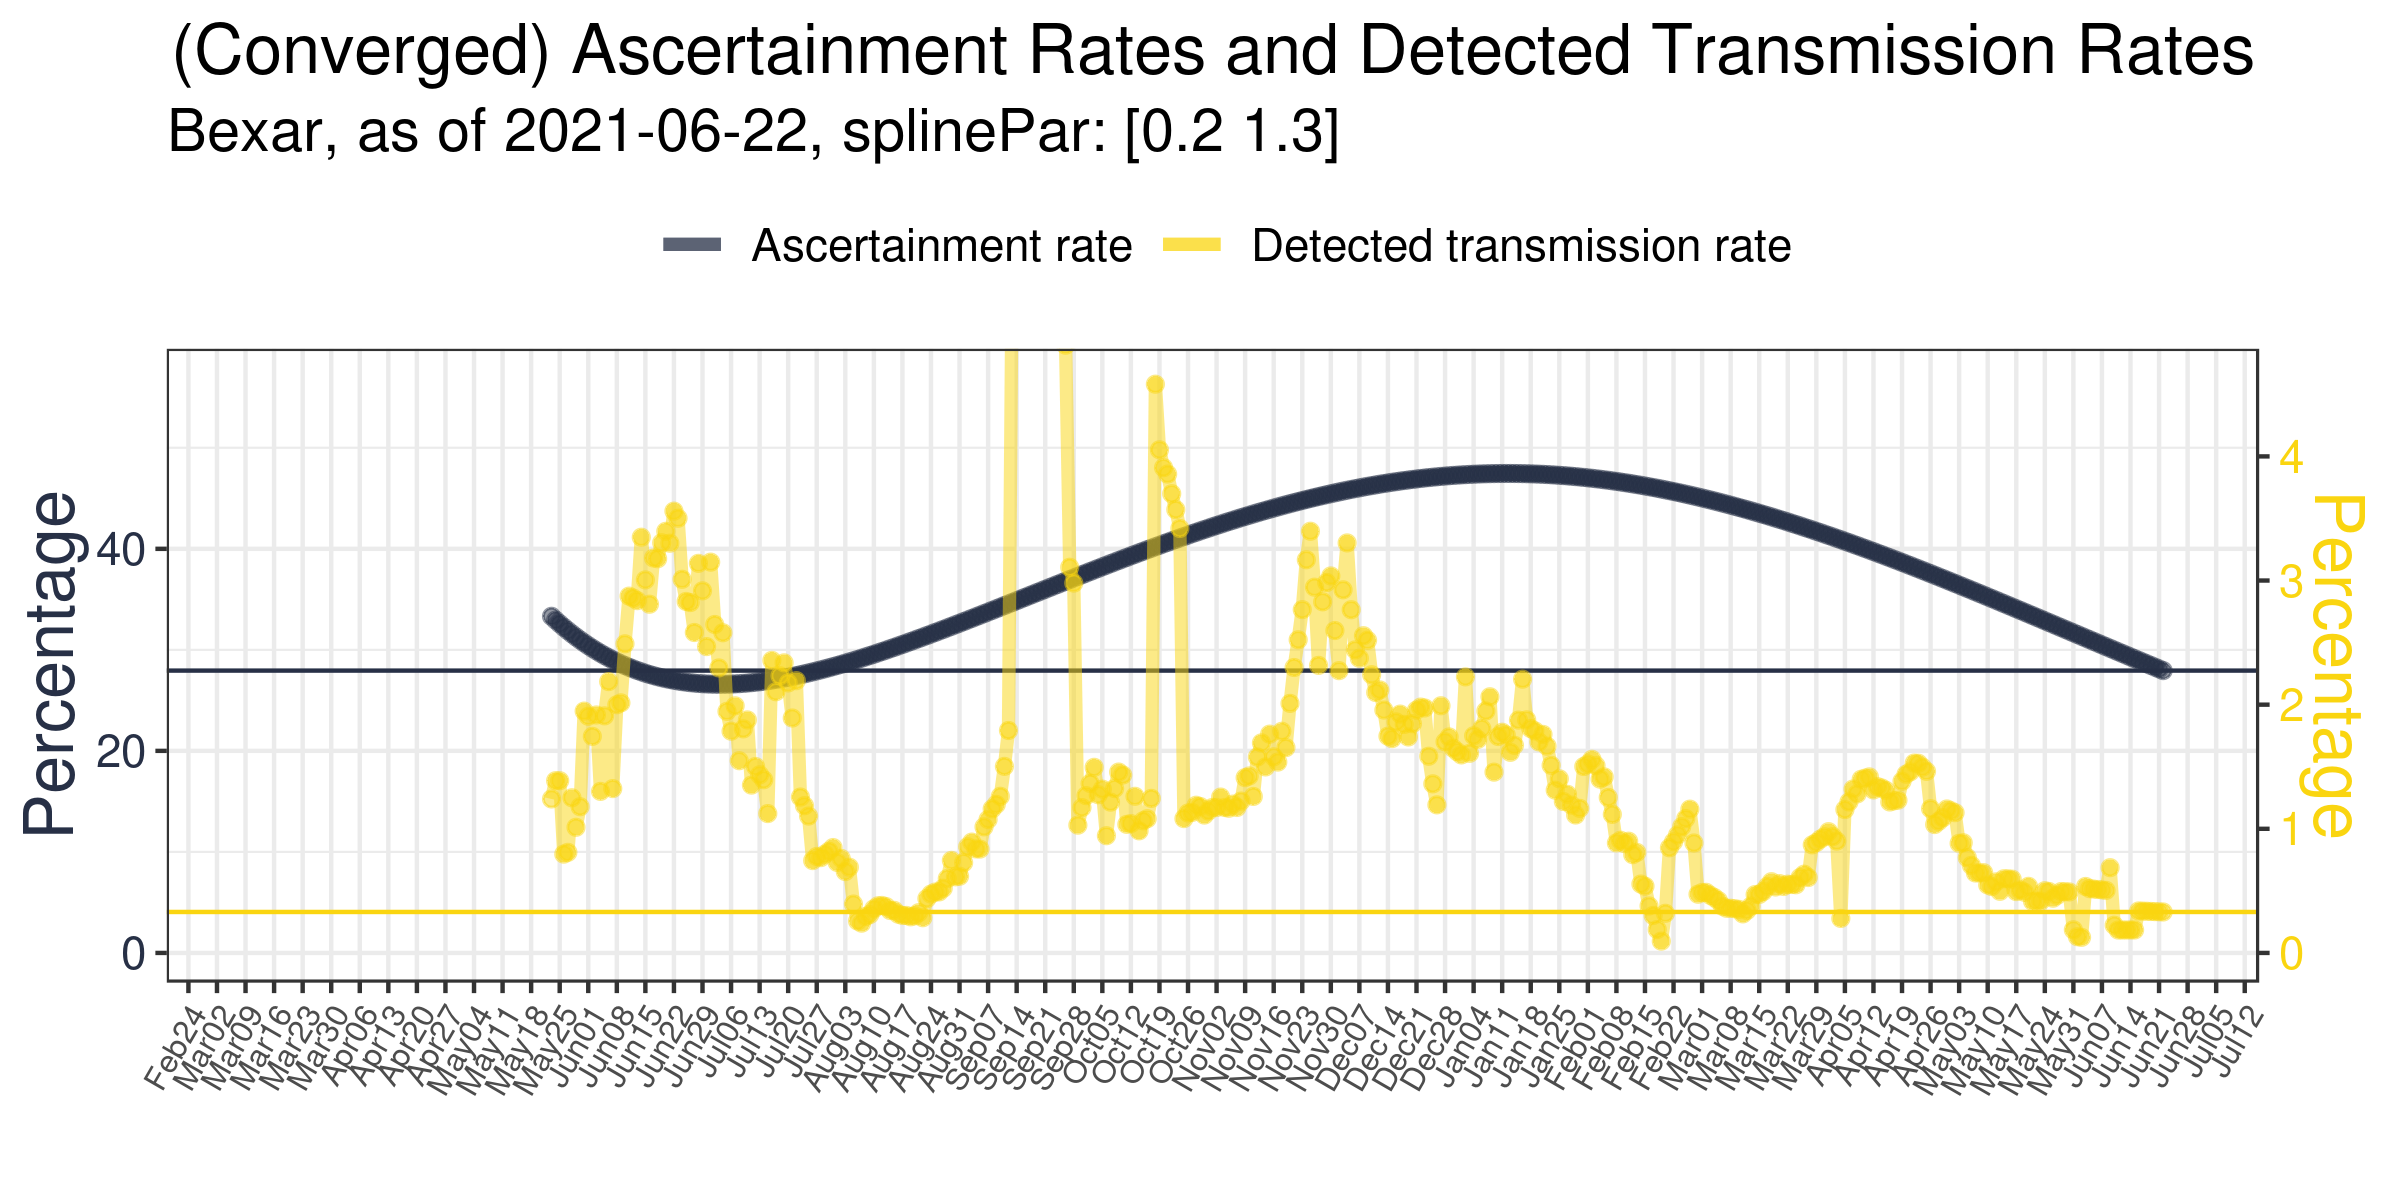 (Converged) Ascertainment Rates and Detected Transmission Rates
Bexar, as of 2021-06-22, splinePar: [0.2 1.3]
Ascertainment rate
Detected transmission rate
Percentage
40
20
0
4
3
2
1
0
Percentage
Feb24
Mar02
Mar09
Mar16
Mar23
Mar30
Apr06
Apr13
Apr20
Apr27
May04
May11
May18
May25
Jun01
Jun08
Jun15
Jun22
Jun29
Jul06
Jul13
Jul20
Jul27
Aug03
Aug10
Aug17
Aug24
Aug31
Sep07
Sep14
Sep21
Sep28
Oct05
Oct12
Oct19
Oct26
Nov02
Nov09
Nov16
Nov23
Nov30
Dec07
Dec14
Dec21
Dec28
Jan04
Jan11
Jan18
Jan25
Feb01
Feb08
Feb15
Feb22
Mar01
Mar08
Mar15
Mar22
Mar29
Apr05
Apr12
Apr19
Apr26
May03
May10
May17
May24
May31
Jun07
Jun14
Jun21
Jun28
Jul05
Jul12